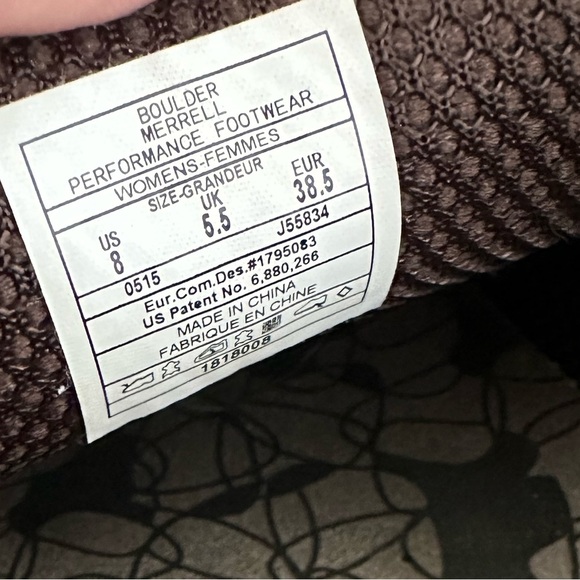 BOULDER
MERRELL
PERFORMANCE FOOTWEAR
WOMENS-FEMMES
SIZE-GRANDEUR
US UK EUR
8 5.5 38.5
0515 J55834
Eur.Com.Des.#1795083
US Patent No. 6,880,266
MADE IN CHINA
FABRIQUE EN CHINE
1818008